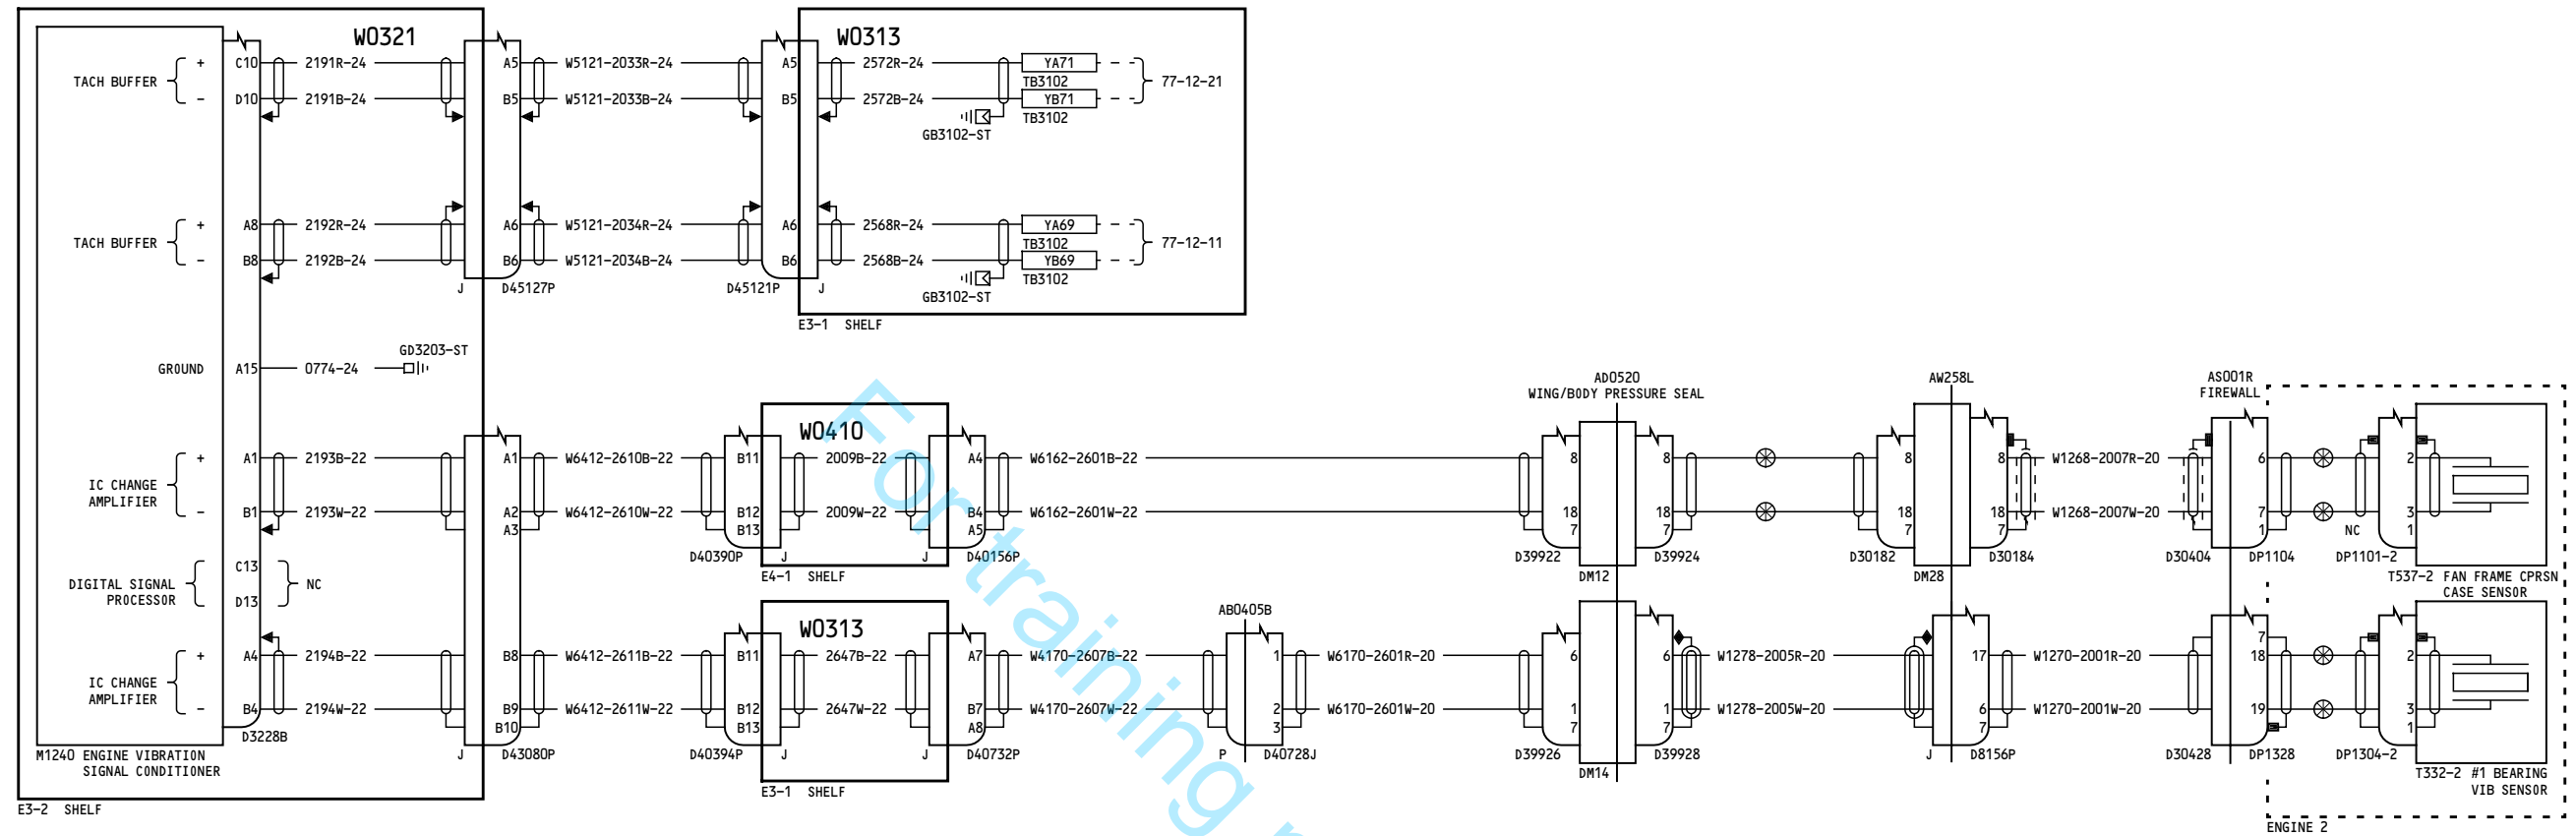 W0321
W0313
TACH BUFFER
+
C10
2191R-24
A5
W5121-2033R-24
A5
2572R-24
YA71
TB3102
77-12-21
-
D10
2191B-24
B5
W5121-2033B-24
B5
2572B-24
YB71
TB3102
GB3102-ST
TACH BUFFER
+
A8
2192R-24
A6
W5121-2034R-24
A6
2568R-24
YA69
TB3102
77-12-11
-
B8
2192B-24
B6
W5121-2034B-24
B6
2568B-24
YB69
TB3102
GB3102-ST
J
D45127P
D45121P
J
E3-1 SHELF
GROUND
A15
0774-24
GD3203-ST
AD0520
WING/BODY PRESSURE SEAL
AW258L
AS001R
FIREWALL
W0410
IC CHANGE
AMPLIFIER
+
A1
2193B-22
A1
W6412-2610B-22
B11
2009B-22
A4
W6162-2601B-22
8
8
8
8
W1268-2007R-20
6
2
-
B1
2193W-22
A2
W6412-2610W-22
B12
2009W-22
B4
W6162-2601W-22
18
18
18
18
W1268-2007W-20
7
3
A3
B13
A5
7
7
7
7
1
NC
1
D40390P
J
J
D40156P
D39922
D39924
D30182
D30184
D30404
DP1104
DP1101-2
E4-1 SHELF
DM12
DM28
T537-2 FAN FRAME CPRSN
CASE SENSOR
DIGITAL SIGNAL
PROCESSOR
C13
D13
NC
W0313
AB0405B
IC CHANGE
AMPLIFIER
+
A4
2194B-22
B8
W6412-2611B-22
B11
2647B-22
A7
W4170-2607B-22
1
W6170-2601R-20
6
6
W1278-2005R-20
17
W1270-2001R-20
7
18
2
-
B4
2194W-22
B9
W6412-2611W-22
B12
2647W-22
B7
W4170-2607W-22
2
W6170-2601W-20
1
1
W1278-2005W-20
6
W1270-2001W-20
19
3
B10
B13
A8
3
7
7
7
1
D3228B
M1240 ENGINE VIBRATION
SIGNAL CONDITIONER
J
D43080P
D40394P
J
J
D40732P
P
D40728J
D39926
D39928
J
D8156P
D30428
DP1328
DP1304-2
E3-1 SHELF
DM14
T332-2 #1 BEARING
VIB SENSOR
E3-2 SHELF
ENGINE 2
For training